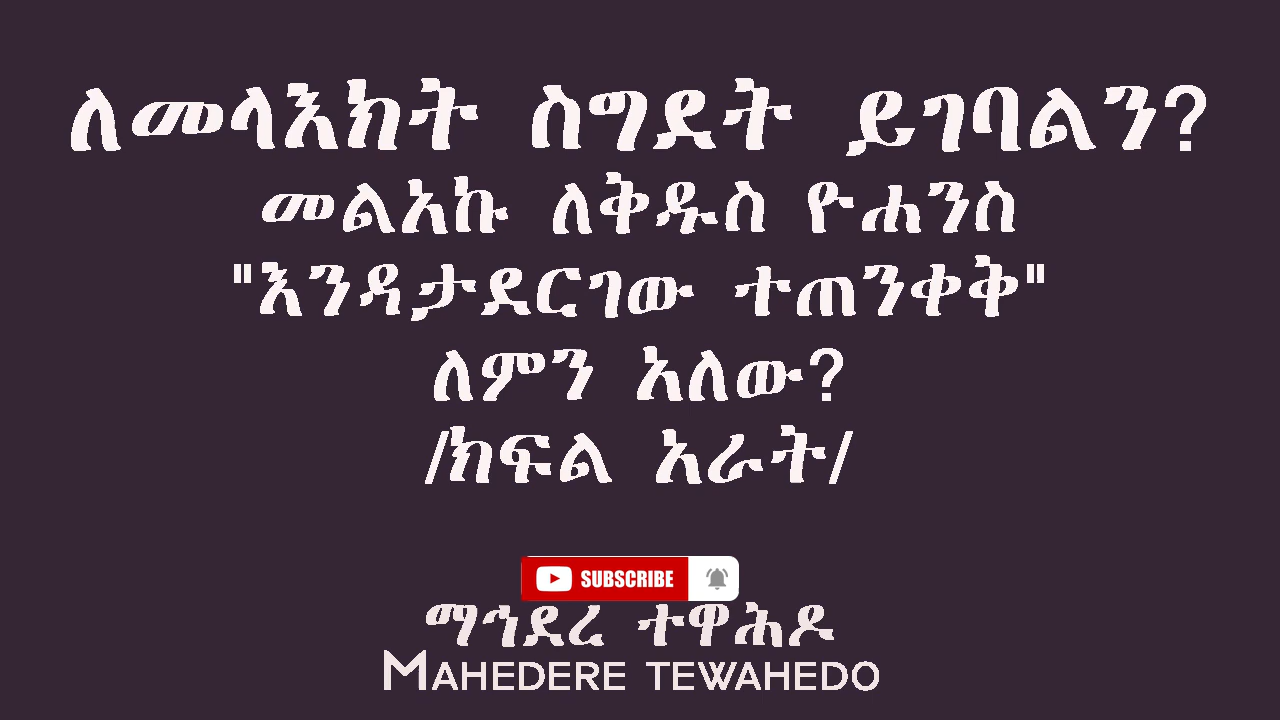 ለመላእክት ስግደት ይገባልን?
መልአኩ ለቅዱስ ዮሐንስ
"እንዳታደርገው ተጠንቀቅ"
ለምን አለው?
/ክፍል አራት/
SUBSCRIBE
ማኅደረ ተዋሕዶ
MAHEDERE TEWAHEDO